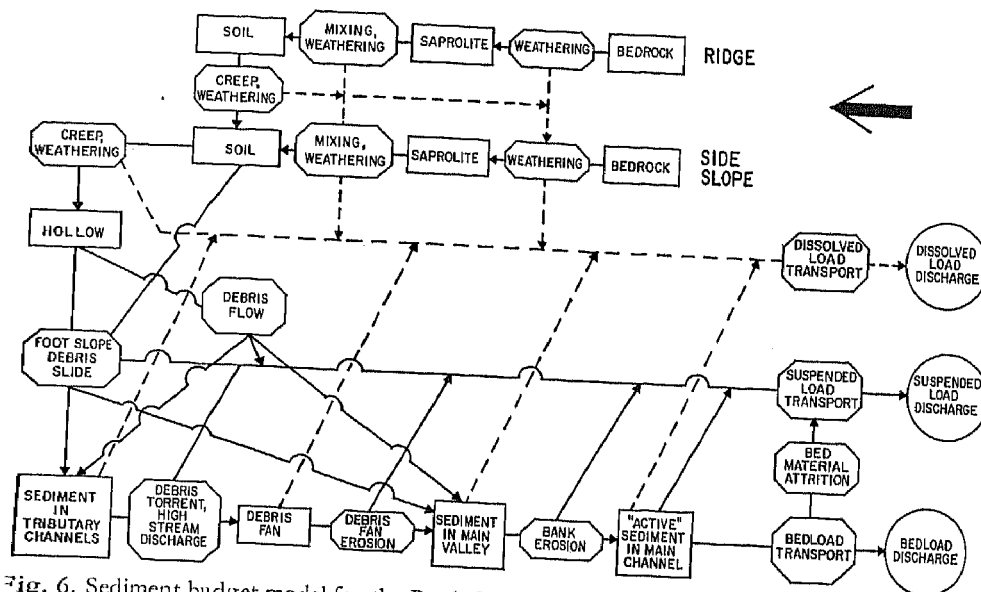 SOIL
MIXING,
WEATHERING
SAPROLITE
WEATHERING
BEDROCK
RIDGE
CREEP,
WEATHERING
CREEP,
WEATHERING
SOIL
MIXING,
WEATHERING
SAPROLITE
WEATHERING
BEDROCK
SIDE
SLOPE
HOLLOW
DISSOLVED
LOAD
TRANSPORT
DISSOLVED
LOAD
DISCHARGE
DEBRIS
FLOW
FOOT SLOPE
DEBRIS
SLIDE
SUSPENDED
LOAD
TRANSPORT
SUSPENDED
LOAD
DISCHARGE
BED
MATERIAL
ATTRITION
SEDIMENT
IN
TRIBUTARY
CHANNELS
DEBRIS
TORRENT,
HIGH
STREAM
DISCHARGE
DEBRIS
FAN
DEBRIS
FAN
EROSION
SEDIMENT
IN MAIN
VALLEY
BANK
EROSION
"ACTIVE"
SEDIMENT
IN MAIN
CHANNEL
BEDLOAD
TRANSPORT
BEDLOAD
DISCHARGE
Fig. 6. Sediment budget model for the